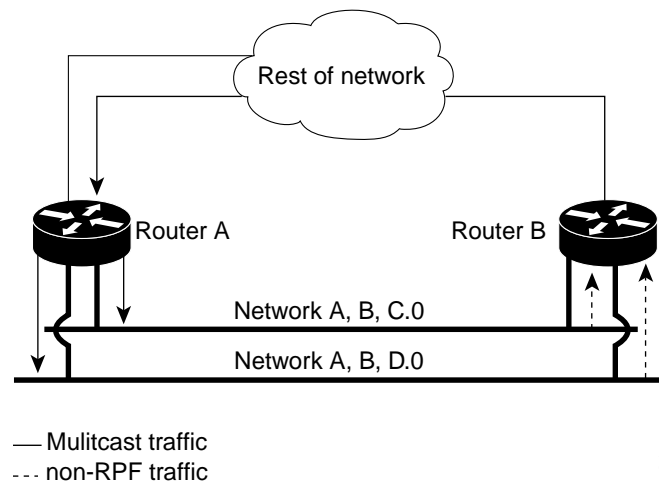 Rest of network
Router A
Router B
Network A, B, C.0
Network A, B, D.0
Mulitcast traffic
non-RPF traffic